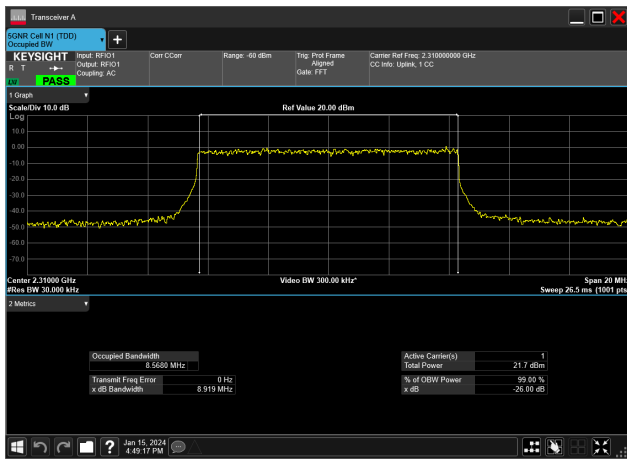 Transceiver A
5GNR Cell N1 (TDD)
Occupied BW
KEYSIGHT
R T
PASS
Input: RFIO1
Output: RFIO1
Coupling: AC
Corr CCorr
Range: -60 dBm
Trig: Prot Frame
Aligned
Gate: FFT
Carrier Ref Freq: 2.310000000 GHz
CC Info: Uplink, 1 CC
1 Graph
Scale/Div 10.0 dB
Ref Value 20.00 dBm
Log
10.0
0.00
-10.0
-20.0
-30.0
-40.0
-50.0
-60.0
-70.0
Center 2.31000 GHz
Video BW 300.00 kHz*
Span 20 MHz
#Res BW 30.000 kHz
Sweep 26.5 ms (1001 pts
2 Metrics
Occupied Bandwidth
8.5680 MHz
Active Carrier(s) 1
Total Power 21.7 dBm
Transmit Freq Error 0 Hz
x dB Bandwidth 8.919 MHz
% of OBW Power 99.00 %
x dB -26.00 dB
Jan 15, 2024
4:49:17 PM